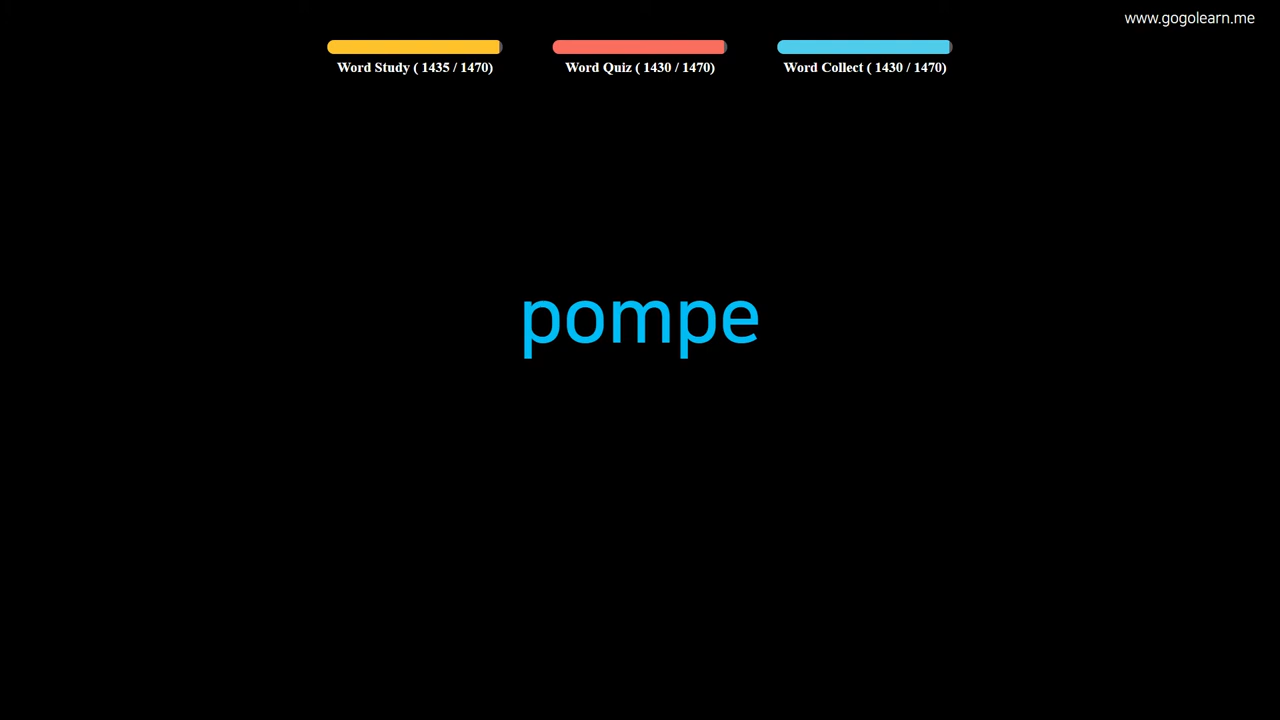 www.gogolearn.me
Word Study ( 1435 / 1470)
Word Quiz ( 1430 / 1470)
Word Collect ( 1430 / 1470)
pompe